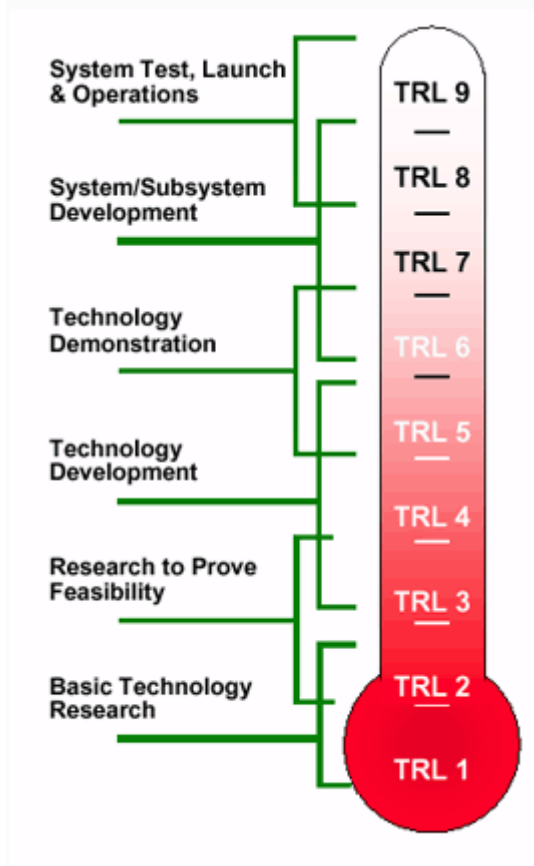 System Test, Launch
& Operations
System/Subsystem
Development
Technology
Demonstration
Technology
Development
Research to Prove
Feasibility
Basic Technology
Research
TRL 9
TRL 8
TRL 7
TRL 6
TRL 5
TRL 4
TRL 3
TRL 2
TRL 1